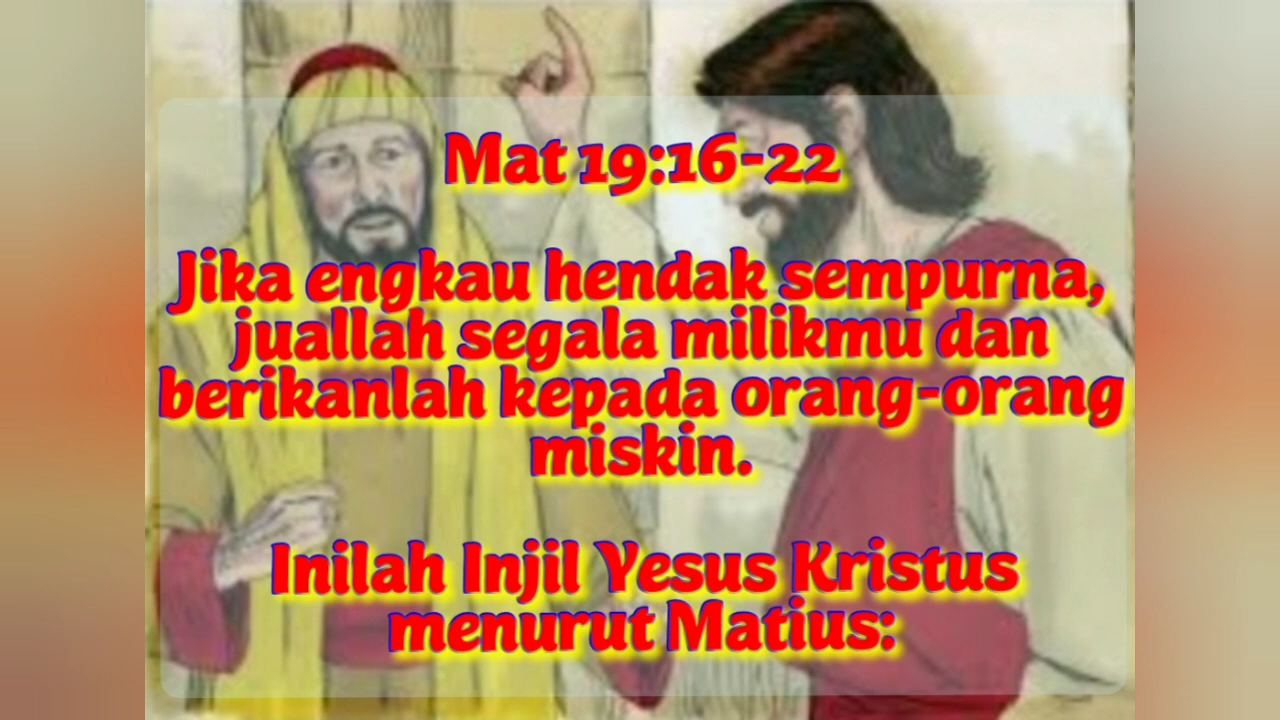 Mat 19:16-22
Jika engkau hendak sempurna,
juallah segala milikmu dan
berikanlah kepada orang-orang
miskin.
Inilah Injil Yesus Kristus
menurut Matius: